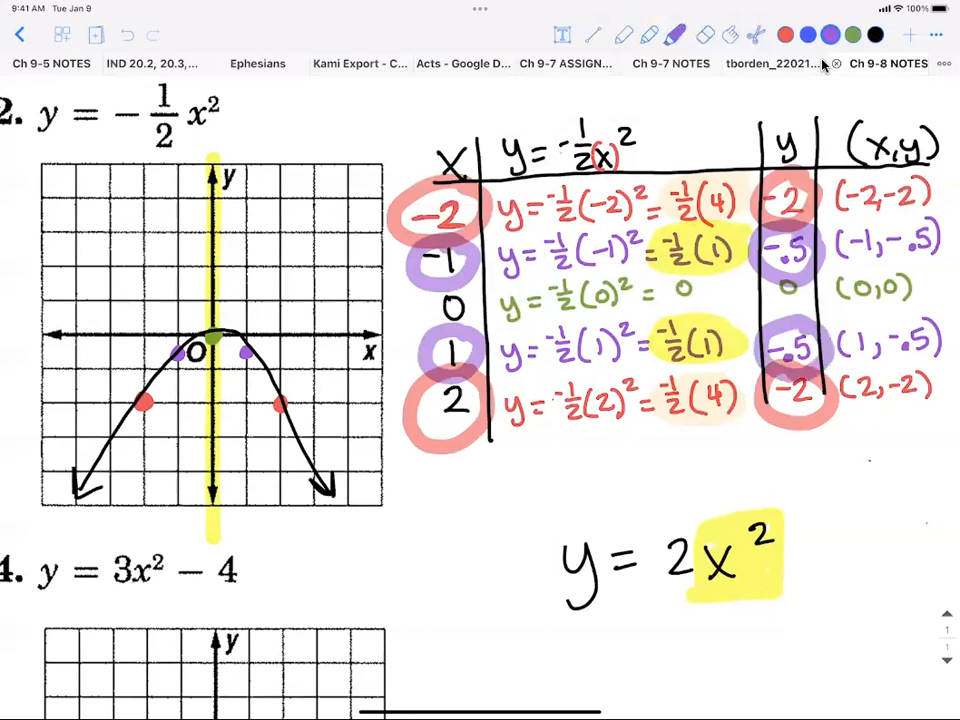 9:41 AM Tue Jan 9
100%
Ch 9-5 NOTES
IND 20.2, 20.3,...
Ephesians
Kami Export - C...
Acts - Google D...
Ch 9-7 ASSIGN...
Ch 9-7 NOTES
tborden_22021...
Ch 9-8 NOTES
2. y = - 1/2 x²
y
O
x
x y = -1/2(x)² y (x,y)
-2 y = -1/2(-2)² = -1/2(4) -2 (-2,-2)
-1 y = -1/2(-1)² = -1/2(1) -.5 (-1,-.5)
0 y = -1/2(0)² = 0 0 (0,0)
1 y = -1/2(1)² = -1/2(1) -.5 (1,-.5)
2 y = -1/2(2)² = -1/2(4) -2 (2,-2)
y = 2x²
4. y = 3x² - 4
y
1
1